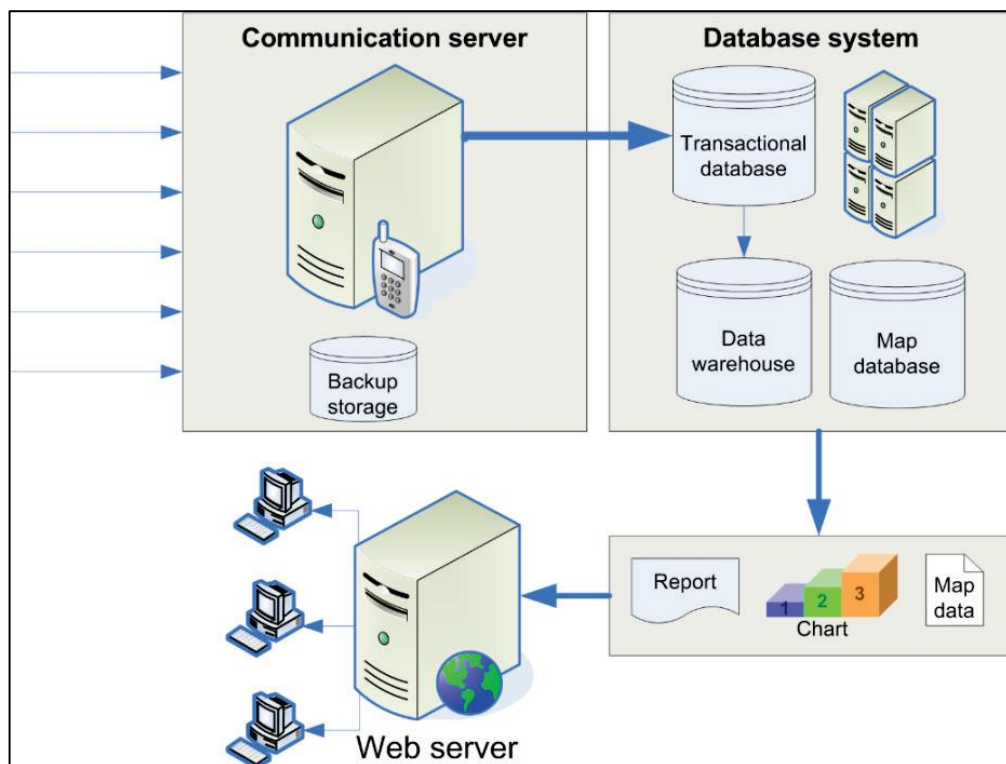 Communication server
Backup
storage
Database system
Transactional
database
Data
warehouse
Map
database
Report
1
2
3
Chart
Map
data
Web server